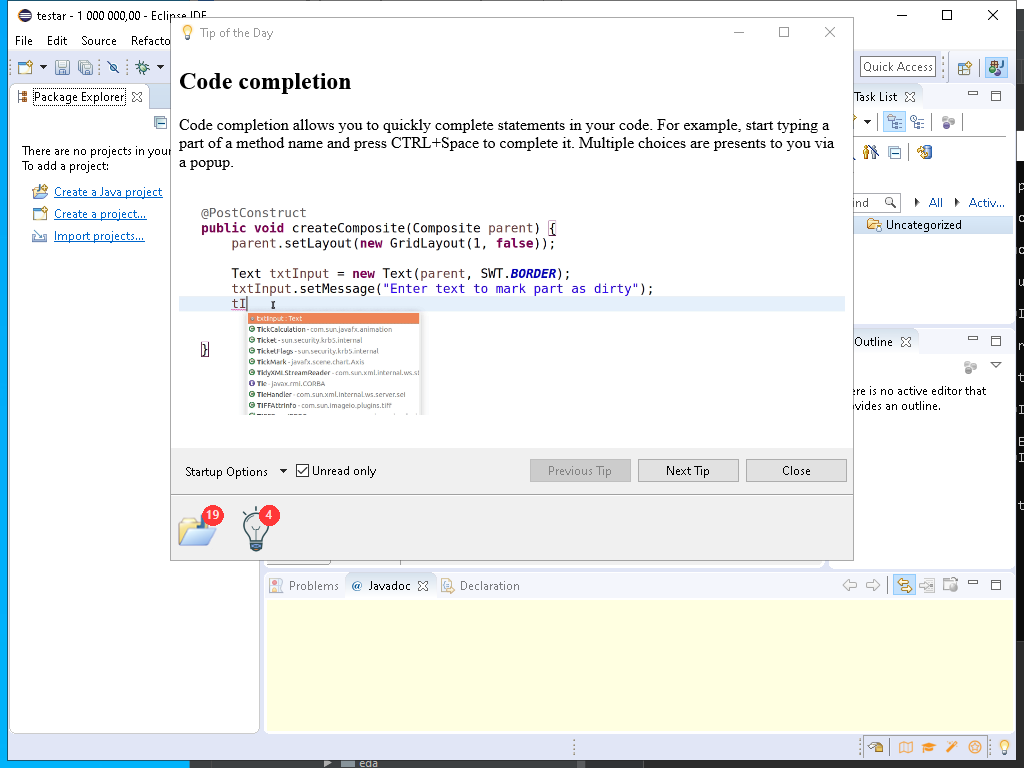 testar - 1 000 000,00 - Eclipse IDE
File Edit Source Refacto
Tip of the Day
Quick Access
Package Explorer
Task List
There are no projects in your
To add a project:
Create a Java project
Create a project...
Import projects...
Code completion
Code completion allows you to quickly complete statements in your code. For example, start typing a
part of a method name and press CTRL+Space to complete it. Multiple choices are presents to you via
a popup.
@PostConstruct
public void createComposite(Composite parent) {
parent.setLayout(new GridLayout(1, false));
Text txtInput = new Text(parent, SWT.BORDER);
txtInput.setMessage("Enter text to mark part as dirty");
tI
txtInput : Text
TickCalculation - com.sun.javafx.animation
Ticket - sun.security.krb5.internal
TicketFlags - sun.security.krb5.internal
TickMark - javafx.scene.chart.Axis
TidyXMLStreamReader - com.sun.xml.internal.ws.st
Tie - javax.rmi.CORBA
TieHandler - com.sun.xml.internal.ws.server.sei
TIFFAttrInfo - com.sun.imageio.plugins.tiff
}
Startup Options Unread only Previous Tip Next Tip Close
19 4
ind All Activ...
Uncategorized
Outline
ere is no active editor that
ovides an outline.
Problems @ Javadoc Declaration
eda